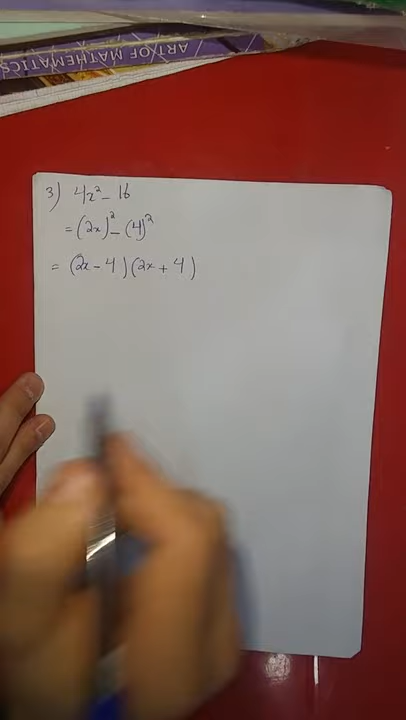 ART OF MATHEMATICS
3) 4x² - 16
= (2x)² - (4)²
= (2x - 4)(2x + 4)